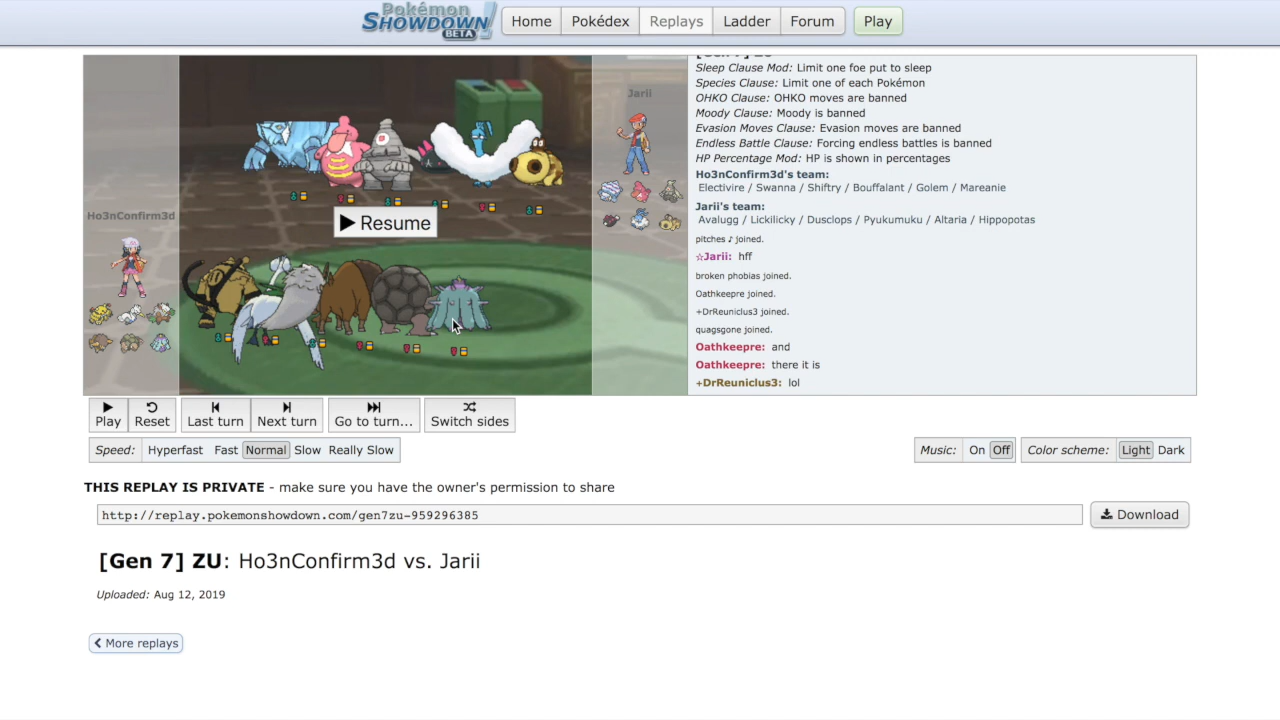 Pokémon
SHOWDOWN!
BETA
Home
Pokédex
Replays
Ladder
Forum
Play
Ho3nConfirm3d
Resume
Jarii
[Gen 7] ZU
Sleep Clause Mod: Limit one foe put to sleep
Species Clause: Limit one of each Pokémon
OHKO Clause: OHKO moves are banned
Moody Clause: Moody is banned
Evasion Moves Clause: Evasion moves are banned
Endless Battle Clause: Forcing endless battles is banned
HP Percentage Mod: HP is shown in percentages
Ho3nConfirm3d's team:
Electivire / Swanna / Shiftry / Bouffalant / Golem / Mareanie
Jarii's team:
Avalugg / Lickilicky / Dusclops / Pyukumuku / Altaria / Hippopotas
pitches ♪ joined.
☆Jarii: hff
broken phobias joined.
Oathkeepre joined.
+DrReuniclus3 joined.
quagsgone joined.
Oathkeepre: and
Oathkeepre: there it is
+DrReuniclus3: lol
Play
Reset
Last turn
Next turn
Go to turn...
Switch sides
Speed: Hyperfast Fast Normal Slow Really Slow
Music: On Off
Color scheme: Light Dark
THIS REPLAY IS PRIVATE - make sure you have the owner's permission to share
http://replay.pokemonshowdown.com/gen7zu-959296385
Download
[Gen 7] ZU: Ho3nConfirm3d vs. Jarii
Uploaded: Aug 12, 2019
More replays